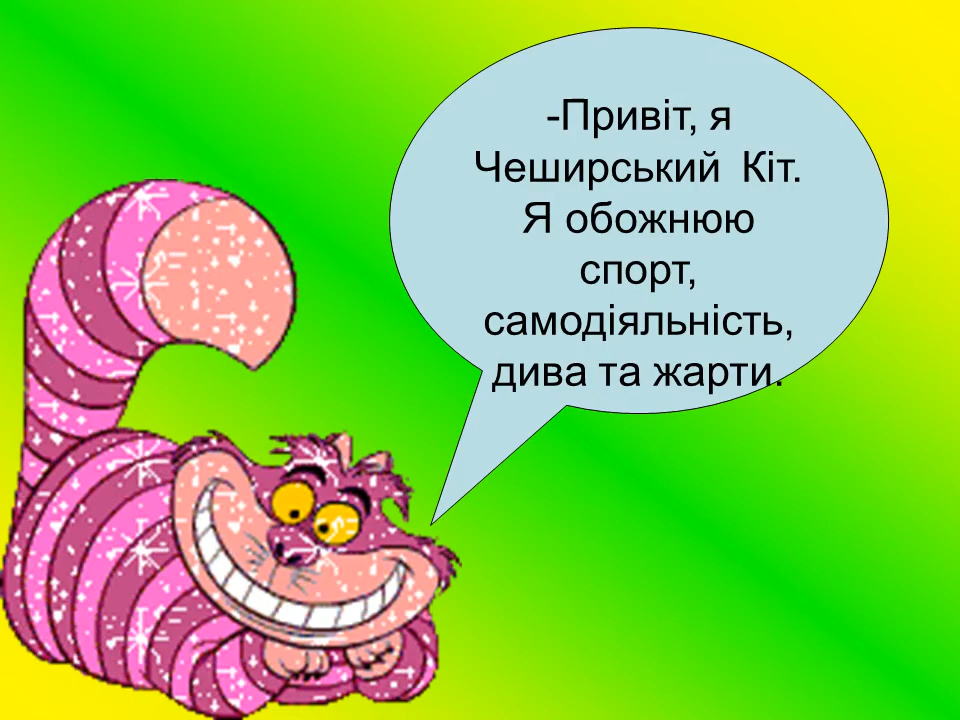 -Привіт, я
Чеширський  Кіт.
Я обожнюю
спорт,
самодіяльність,
дива та жарти.